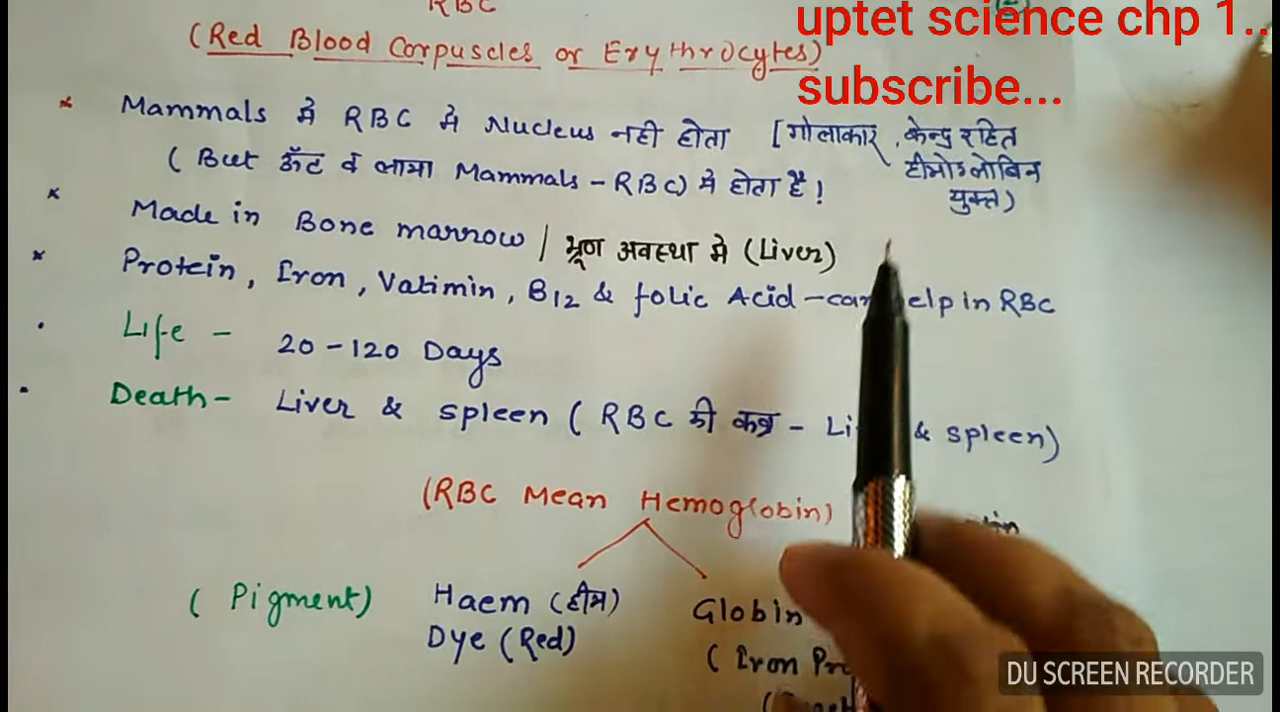 RBC
(Red Blood Corpuscles or Erythrocytes)
uptet science chp 1..
subscribe...
* Mammals मे RBC मे Nucleus नही होता [गोलाकार, केन्द्र रहित
हीमोग्लोबिन
युक्त)
(But ऊँट व लामा Mammals - RBC) मे होता है!
* Made in Bone marrow / भ्रूण अवस्था मे (Liver)
* Protein, Iron, Vatimin, B12 & folic Acid - can elp in RBC
• Life - 20-120 Days
• Death - Liver & spleen (RBC की कब्र - Li & spleen)
(RBC Mean Hemoglobin)
(Pigment) Haem (हीम) Globin
Dye (Red) (Iron Pr
DU SCREEN RECORDER